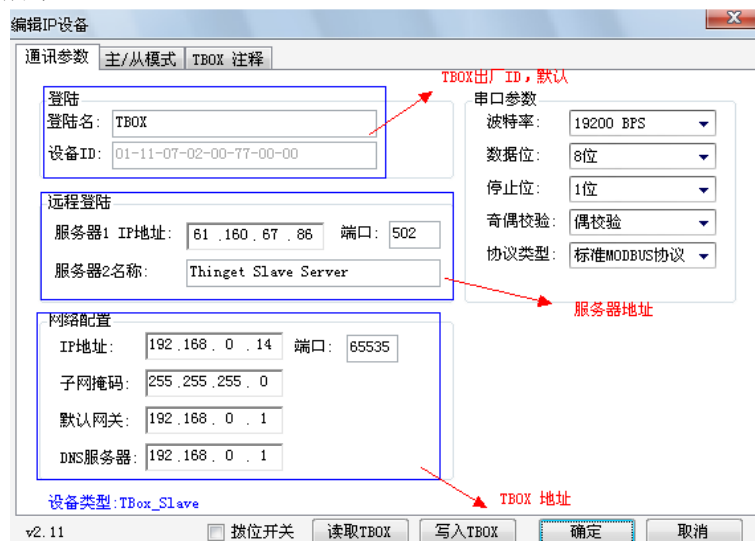 编辑IP设备
通讯参数 主/从模式 TBOX 注释
TBOX出厂 ID，默认
登陆
登陆名： TBOX
设备ID： 01-11-07-02-00-77-00-00
远程登陆
服务器1 IP地址： 61 .160. 67 . 86 端口： 502
服务器2名称： Thinget Slave Server
服务器地址
网络配置
IP地址： 192 .168 . 0 . 14 端口： 65535
子网掩码： 255 .255 .255 . 0
默认网关： 192 .168 . 0 . 1
DNS服务器： 192 .168 . 0 . 1
TBOX 地址
串口参数
波特率： 19200 BPS
数据位： 8位
停止位： 1位
奇偶校验： 偶校验
协议类型： 标准MODBUS协议
设备类型:TBox_Slave
v2.11 拨位开关 读取TBOX 写入TBOX 确定 取消